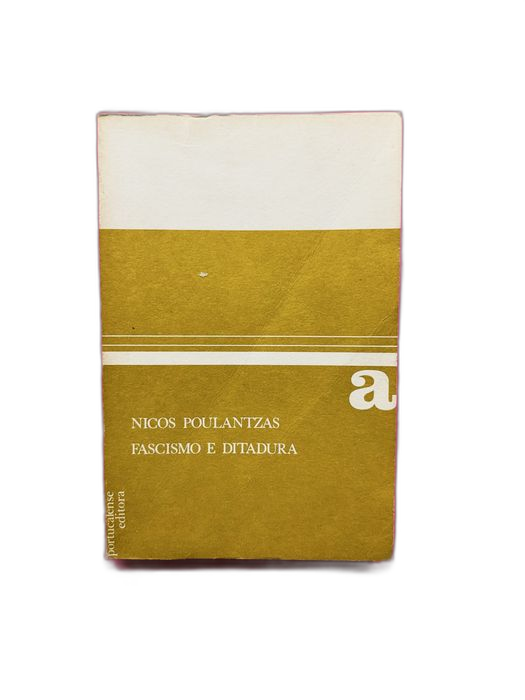 a
NICOS POULANTZAS
FASCISMO E DITADURA
portucalense
editora